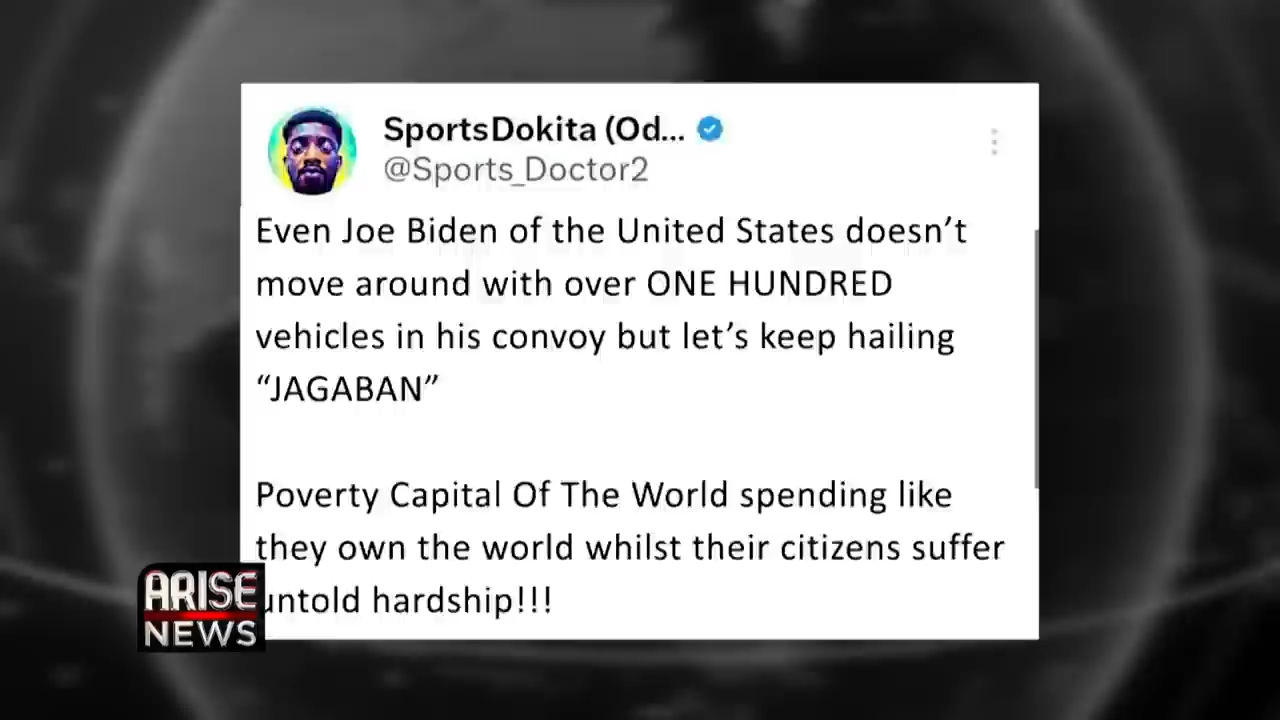 SportsDokita (Od...
@Sports_Doctor2
Even Joe Biden of the United States doesn’t
move around with over ONE HUNDRED
vehicles in his convoy but let’s keep hailing
“JAGABAN”
Poverty Capital Of The World spending like
they own the world whilst their citizens suffer
untold hardship!!!
ARISE
NEWS